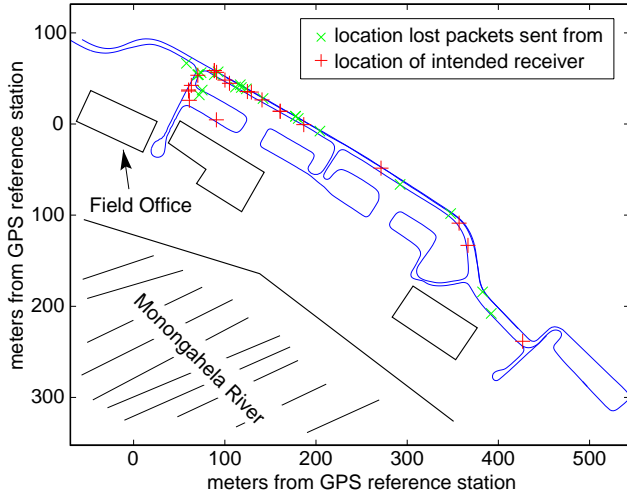 100
0
100
200
300
meters from GPS reference station
location lost packets sent from
location of intended receiver
Field Office
Monongahela River
0
100
200
300
400
500
meters from GPS reference station